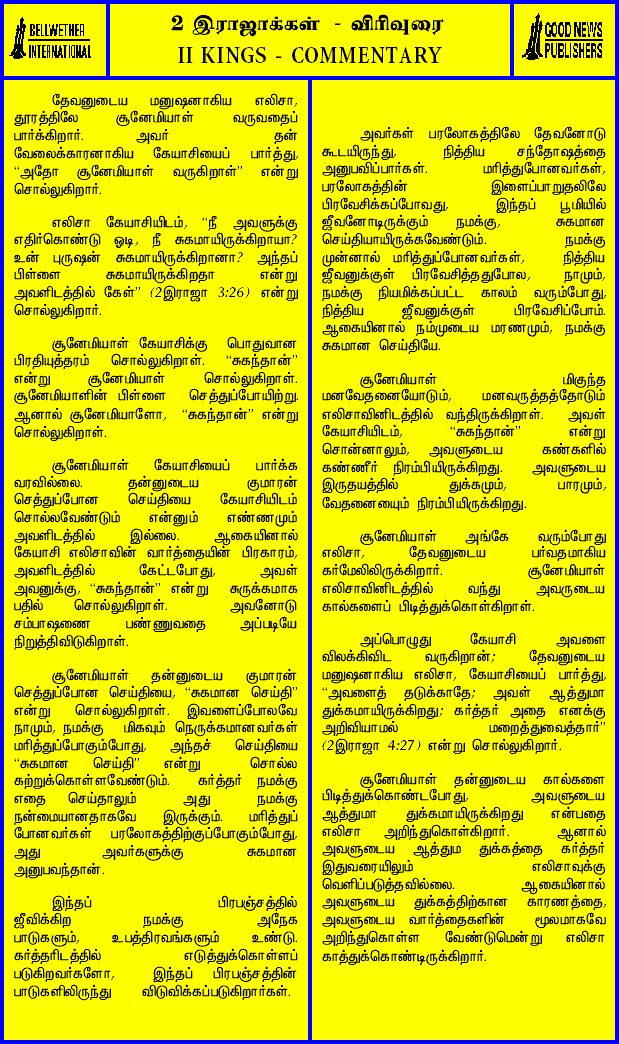 BELLWETHER
INTERNATIONAL
2 இராஜாக்கள் - விரிவுரை
II KINGS - COMMENTARY
GOOD NEWS
PUBLISHERS
தேவனுடைய மனுஷனாகிய எலிசா,
தூரத்திலே சூனேமியாள் வருவதைப்
பார்க்கிறார். அவர் தன்
வேலைக்காரனாகிய கேயாசியைப் பார்த்து,
“அதோ சூனேமியாள் வருகிறாள்” என்று
சொல்லுகிறார்.
எலிசா கேயாசியிடம், “நீ அவளுக்கு
எதிர்கொண்டு ஓடி, நீ சுகமாயிருக்கிறாயா?
உன் புருஷன் சுகமாயிருக்கிறானா? அந்தப்
பிள்ளை சுகமாயிருக்கிறதா என்று
அவளிடத்தில் கேள்” (2இராஜா 3:26) என்று
சொல்லுகிறார்.
சூனேமியாள் கேயாசிக்கு பொதுவான
பிரதியுத்தரம் சொல்லுகிறாள். “சுகந்தான்”
என்று சூனேமியாள் சொல்லுகிறாள்.
சூனேமியாளின் பிள்ளை செத்துப்போயிற்று.
ஆனால் சூனேமியாளோ, “சுகந்தான்” என்று
சொல்லுகிறாள்.
சூனேமியாள் கேயாசியைப் பார்க்க
வரவில்லை. தன்னுடைய குமாரன்
செத்துப்போன செய்தியை கேயாசியிடம்
சொல்லவேண்டும் என்னும் எண்ணமும்
அவளிடத்தில் இல்லை. ஆகையினால்
கேயாசி எலிசாவின் வார்த்தையின் பிரகாரம்,
அவளிடத்தில் கேட்டபோது, அவள்
அவனுக்கு, “சுகந்தான்” என்று சுருக்கமாக
பதில் சொல்லுகிறாள். அவனோடு
சம்பாஷணை பண்ணுவதை அப்படியே
நிறுத்திவிடுகிறாள்.
சூனேமியாள் தன்னுடைய குமாரன்
செத்துப்போன செய்தியை, “சுகமான செய்தி”
என்று சொல்லுகிறாள். இவளைப்போலவே
நாமும், நமக்கு மிகவும் நெருக்கமானவர்கள்
மரித்துப்போகும்போது, அந்தச் செய்தியை
“சுகமான செய்தி” என்று சொல்ல
கற்றுக்கொள்ளவேண்டும். கர்த்தர் நமக்கு
எதை செய்தாலும் அது நமக்கு
நன்மையானதாகவே இருக்கும். மரித்துப்
போனவர்கள் பரலோகத்திற்குப்போகும்போது,
அது அவர்களுக்கு சுகமான
அனுபவந்தான்.
இந்தப் பிரபஞ்சத்தில்
ஜீவிக்கிற நமக்கு அநேக
பாடுகளும், உபத்திரவங்களும் உண்டு.
கர்த்தரிடத்தில் எடுத்துக்கொள்ளப்
படுகிறவர்களோ, இந்தப் பிரபஞ்சத்தின்
பாடுகளிலிருந்து விடுவிக்கப்படுகிறார்கள்.
அவர்கள் பரலோகத்திலே தேவனோடு
கூடயிருந்து, நித்திய சந்தோஷத்தை
அனுபவிப்பார்கள். மரித்துபோனவர்கள்,
பரலோகத்தின் இளைப்பாறுதலிலே
பிரவேசிக்கப்போவது, இந்தப் பூமியில்
ஜீவனோடிருக்கும் நமக்கு, சுகமான
செய்தியாயிருக்கவேண்டும். நமக்கு
முன்னால் மரித்துப்போனவர்கள், நித்திய
ஜீவனுக்குள் பிரவேசித்ததுபோல, நாமும்,
நமக்கு நியமிக்கப்பட்ட காலம் வரும்போது,
நித்திய ஜீவனுக்குள் பிரவேசிப்போம்.
ஆகையினால் நம்முடைய மரணமும், நமக்கு
சுகமான செய்தியே.
சூனேமியாள் மிகுந்த
மனவேதனையோடும், மனவருத்தத்தோடும்
எலிசாவினிடத்தில் வந்திருக்கிறாள். அவள்
கேயாசியிடம், “சுகந்தான்” என்று
சொன்னாலும், அவளுடைய கண்களில்
கண்ணீர் நிரம்பியிருக்கிறது. அவளுடைய
இருதயத்தில் துக்கமும், பாரமும்,
வேதனையையும் நிரம்பியிருக்கிறது.
சூனேமியாள் அங்கே வரும்போது
எலிசா, தேவனுடைய பர்வதமாகிய
கர்மேலிலிருக்கிறார். சூனேமியாள்
எலிசாவினிடத்தில் வந்து அவருடைய
கால்களைப் பிடித்துக்கொள்கிறாள்.
அப்பொழுது கேயாசி அவளை
விலக்கிவிட வருகிறான்; தேவனுடைய
மனுஷனாகிய எலிசா, கேயாசியைப் பார்த்து,
“அவளைத் தடுக்காதே; அவள் ஆத்துமா
துக்கமாயிருக்கிறது; கர்த்தர் அதை எனக்கு
அறிவியாமல் மறைத்துவைத்தார்”
(2இராஜா 4:27) என்று சொல்லுகிறார்.
சூனேமியாள் தன்னுடைய கால்களை
பிடித்துக்கொண்டபோது, அவளுடைய
ஆத்துமா துக்கமாயிருக்கிறது என்பதை
எலிசா அறிந்துகொள்கிறார். ஆனால்
அவளுடைய ஆத்தும துக்கத்தை கர்த்தர்
இதுவரையிலும் எலிசாவுக்கு
வெளிப்படுத்தவில்லை. ஆகையினால்
அவளுடைய துக்கத்திற்கான காரணத்தை,
அவளுடைய வார்த்தைகளின் மூலமாகவே
அறிந்துகொள்ள வேண்டுமென்று எலிசா
காத்துக்கொண்டிருக்கிறார்.